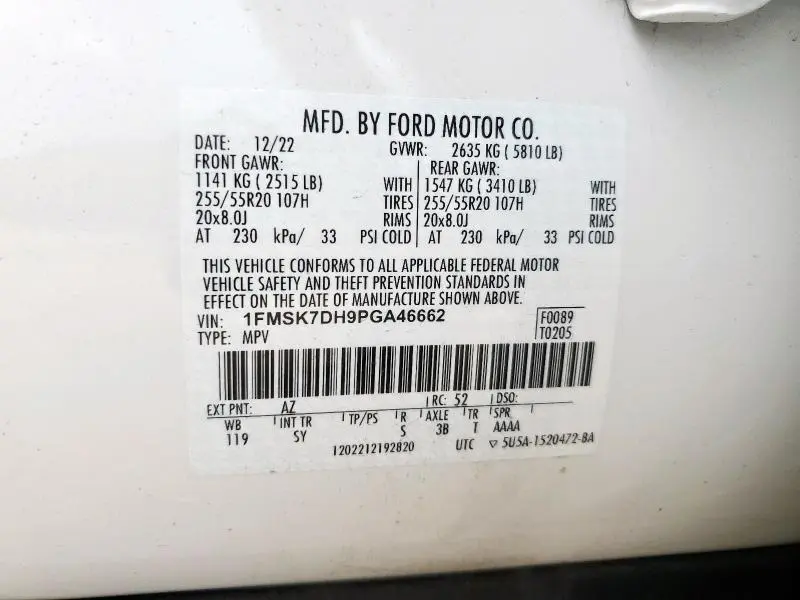 MFD. BY FORD MOTOR CO.
DATE: 12/22 GVWR: 2635 KG ( 5810 LB)
FRONT GAWR: REAR GAWR:
1141 KG ( 2515 LB) WITH 1547 KG ( 3410 LB) WITH
255/55R20 107H TIRES 255/55R20 107H TIRES
20x8.0J RIMS 20x8.0J RIMS
AT 230 kPa/ 33 PSI COLD AT 230 kPa/ 33 PSI COLD
THIS VEHICLE CONFORMS TO ALL APPLICABLE FEDERAL MOTOR
VEHICLE SAFETY AND THEFT PREVENTION STANDARDS IN
EFFECT ON THE DATE OF MANUFACTURE SHOWN ABOVE.
VIN: 1FMSK7DH9PGA46662 F0089
TYPE: MPV T0205
EXT PNT: AZ RC: 52 DSO:
WB INT TR TP/PS R AXLE TR SPR
119 SY S 3B T AAAA
1202212192820 UTC ▽ 5U5A-1520472-BA